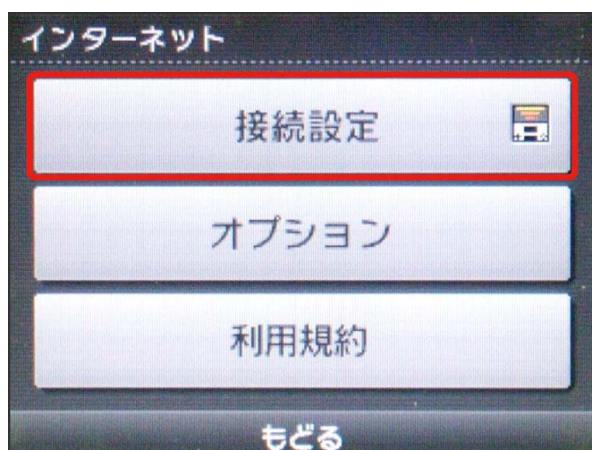 インターネット
接続設定
オプション
利用規約
もどる